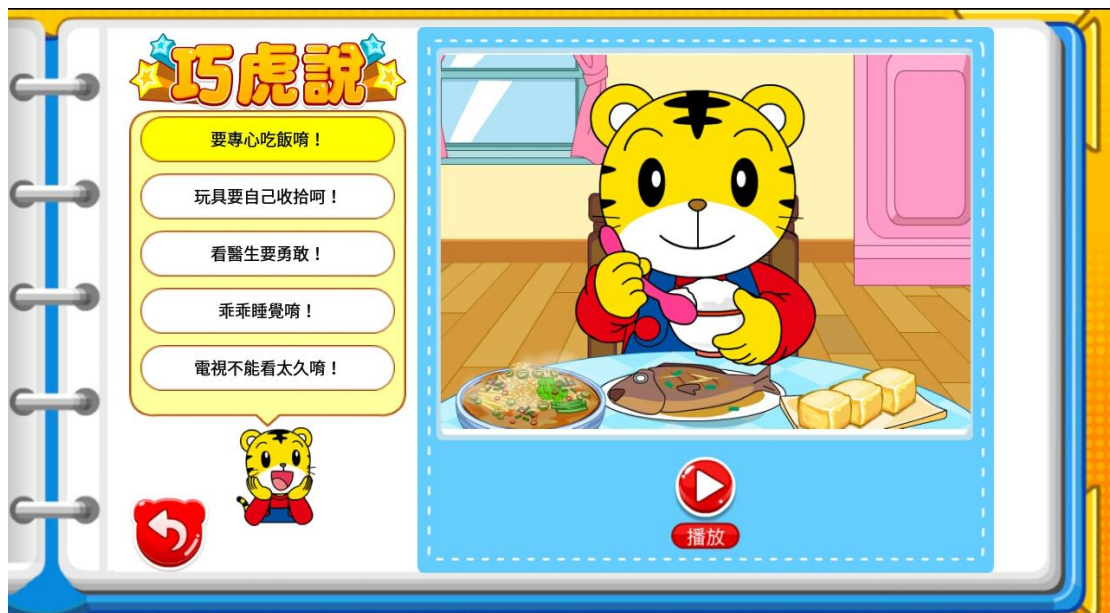 巧虎說
要專心吃飯唷！
玩具要自己收拾呵！
看醫生要勇敢！
乖乖睡覺唷！
電視不能看太久唷！
播放